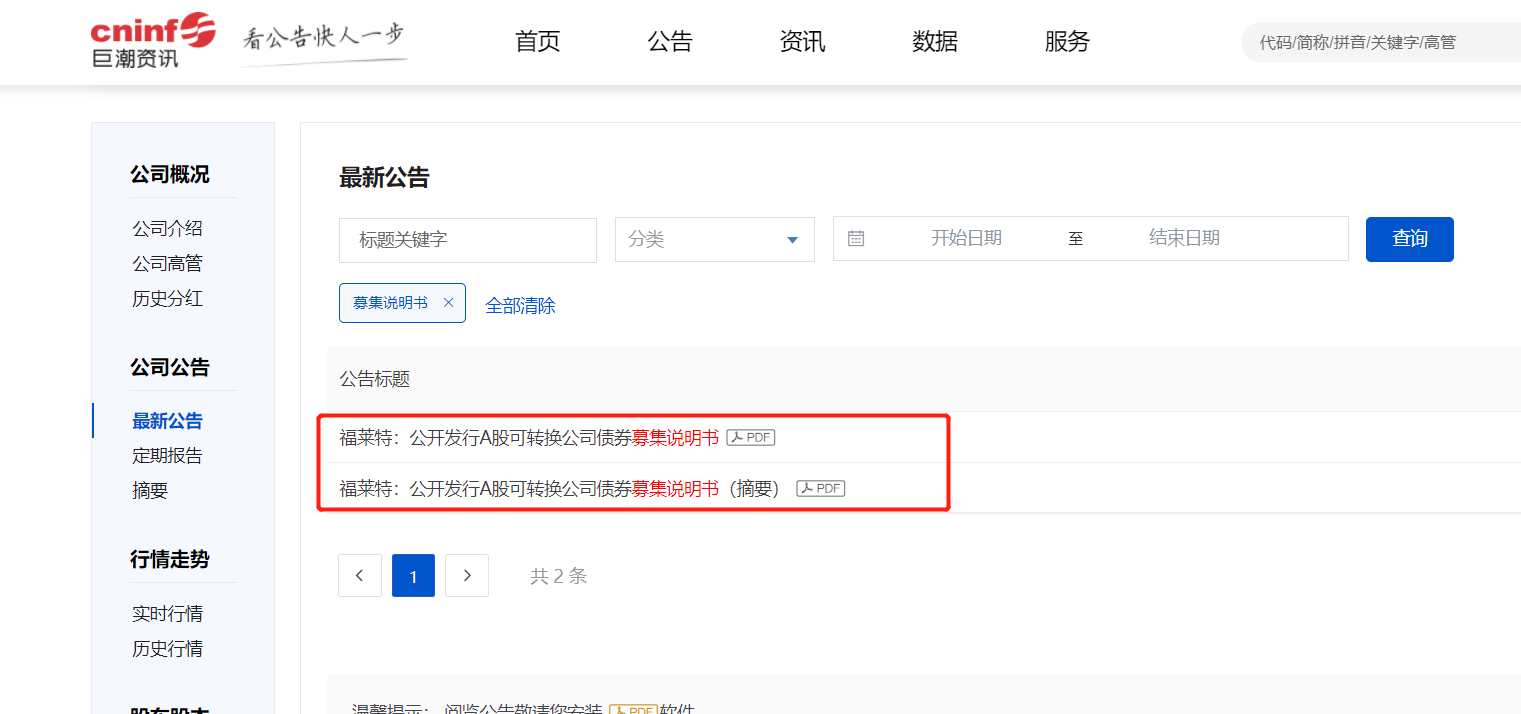 cninf
巨潮资讯
看公告快人一步
首页
公告
资讯
数据
服务
代码/简称/拼音/关键字/高管
公司概况
公司介绍
公司高管
历史分红
公司公告
最新公告
定期报告
摘要
行情走势
实时行情
历史行情
股东股本
最新公告
标题关键字
分类
开始日期 至 结束日期
查询
募集说明书 ×
全部清除
公告标题
福莱特：公开发行A股可转换公司债券募集说明书 PDF
福莱特：公开发行A股可转换公司债券募集说明书（摘要） PDF
< 1 > 共 2 条
温馨提示： 阅览公告敬请您安装 PDF 软件